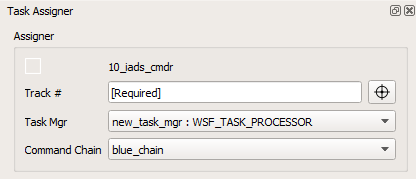 Task Assigner
Assigner
10_iads_cmdr
Track # [Required]
Task Mgr new_task_mgr : WSF_TASK_PROCESSOR
Command Chain blue_chain